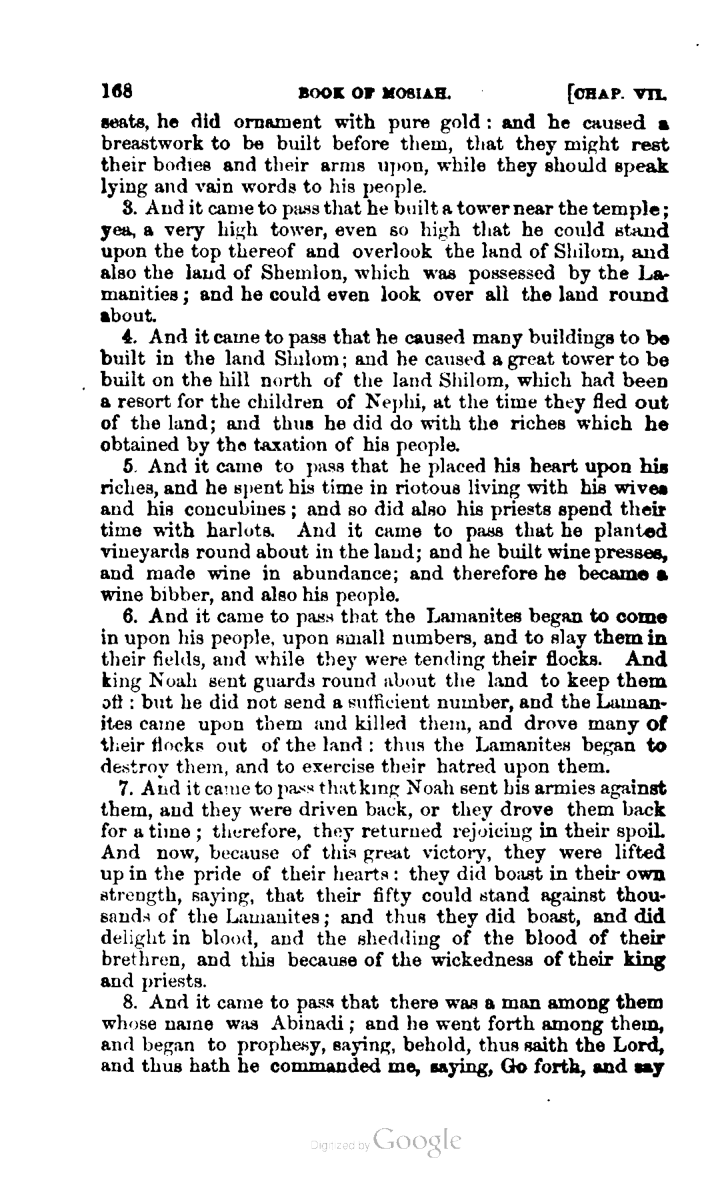 168 BOOK OF MOSIAH. [CHAP. VII.
seats, he did ornament with pure gold : and he caused a
breastwork to be built before them, that they might rest
their bodies and their arms upon, while they should speak
lying and vain words to his people.
3. And it came to pass that he built a tower near the temple;
yea, a very high tower, even so high that he could stand
upon the top thereof and overlook the land of Shilom, and
also the land of Shemlon, which was possessed by the La-
manities; and he could even look over all the land round
about.
4. And it came to pass that he caused many buildings to be
built in the land Shilom; and he caused a great tower to be
built on the hill north of the land Shilom, which had been
a resort for the children of Nephi, at the time they fled out
of the land; and thus he did do with the riches which he
obtained by the taxation of his people.
5. And it came to pass that he placed his heart upon his
riches, and he spent his time in riotous living with his wives
and his concubines; and so did also his priests spend their
time with harlots. And it came to pass that he planted
vineyards round about in the land; and he built wine presses,
and made wine in abundance; and therefore he became a
wine bibber, and also his people.
6. And it came to pass that the Lamanites began to come
in upon his people, upon small numbers, and to slay them in
their fields, and while they were tending their flocks. And
king Noah sent guards round about the land to keep them
off : but he did not send a sufficient number, and the Laman-
ites came upon them and killed them, and drove many of
their flocks out of the land : thus the Lamanites began to
destroy them, and to exercise their hatred upon them.
7. And it came to pass that king Noah sent his armies against
them, and they were driven back, or they drove them back
for a time; therefore, they returned rejoicing in their spoil.
And now, because of this great victory, they were lifted
up in the pride of their hearts : they did boast in their own
strength, saying, that their fifty could stand against thou-
sands of the Lamanites; and thus they did boast, and did
delight in blood, and the shedding of the blood of their
brethren, and this because of the wickedness of their king
and priests.
8. And it came to pass that there was a man among them
whose name was Abinadi; and he went forth among them,
and began to prophesy, saying, behold, thus saith the Lord,
and thus hath he commanded me, saying, Go forth, and say
Digitized by Google